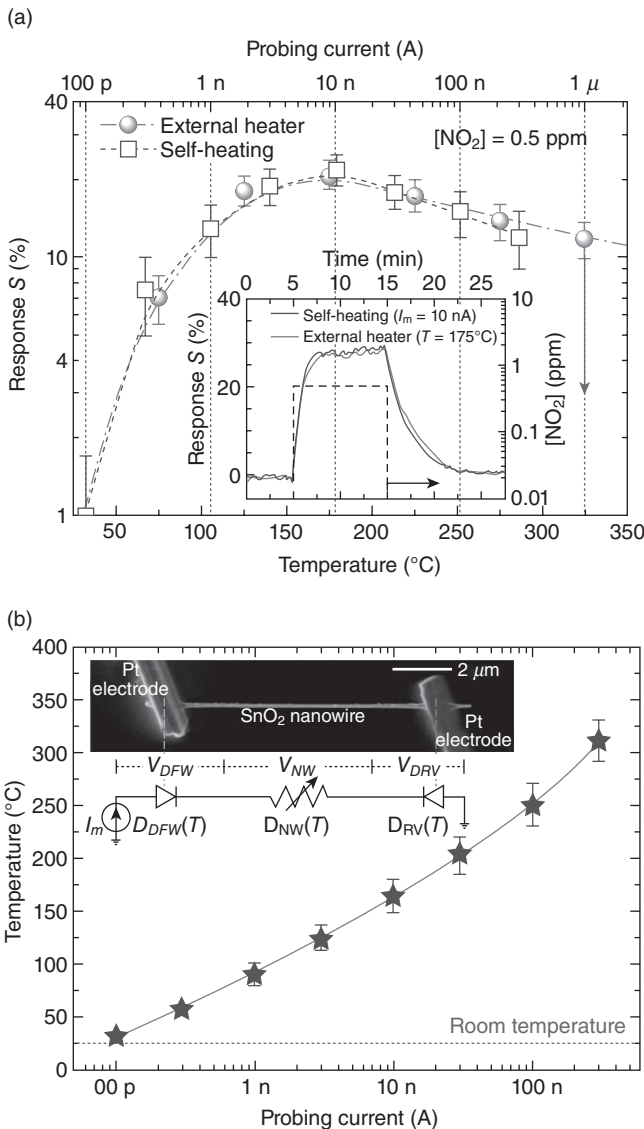 (a)
Probing current (A)
100 p 1 n 10 n 100 n 1 μ
40
10
4
1
Response S (%)
External heater
Self-heating
[NO2] = 0.5 ppm
Time (min)
0 5 10 15 20 25
40
20
0
Response S (%)
Self-heating (Im = 10 nA)
External heater (T = 175°C)
10
1
0.1
0.01
[NO2] (ppm)
50 100 150 200 250 300 350
Temperature (°C)
(b)
400
350
300
250
200
150
100
50
0
Temperature (°C)
Pt
electrode
2 μm
SnO2 nanowire
Pt
electrode
VDFW VNW VDRV
Im DDFW(T) DNW(T) DRV(T)
Room temperature
00 p 1 n 10 n 100 n
Probing current (A)